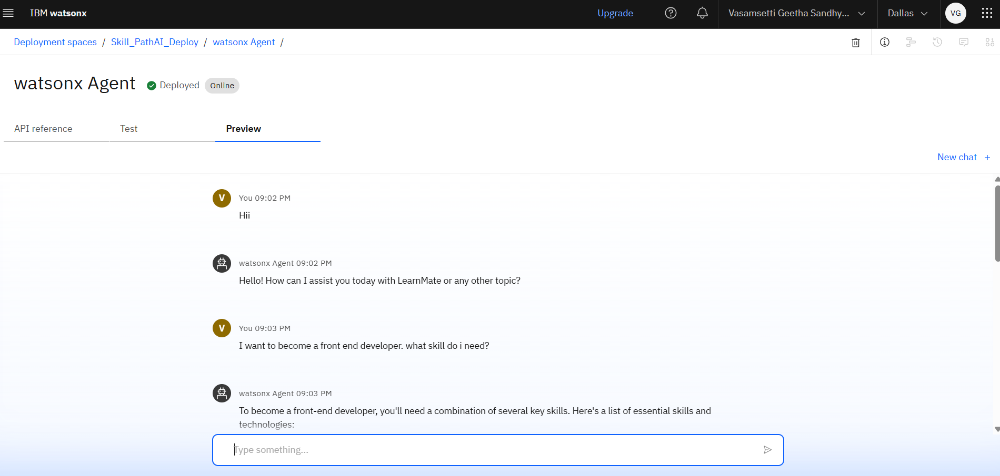 IBM watsonx
Upgrade
Vasamsetti Geetha Sandhy...
Dallas
VG
Deployment spaces / Skill_PathAI_Deploy / watsonx Agent /
watsonx Agent
Deployed
Online
API reference
Test
Preview
New chat +
V
You 09:02 PM
Hii
watsonx Agent 09:02 PM
Hello! How can I assist you today with LearnMate or any other topic?
V
You 09:03 PM
I want to become a front end developer. what skill do i need?
watsonx Agent 09:03 PM
To become a front-end developer, you'll need a combination of several key skills. Here's a list of essential skills and
technologies:
Type something...